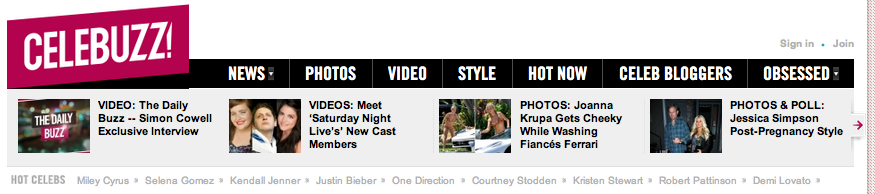 CELEBUZZ!
Sign in • Join
NEWS PHOTOS VIDEO STYLE HOT NOW CELEB BLOGGERS OBSESSED
THE DAILY
BUZZ
VIDEO: The Daily
Buzz -- Simon Cowell
Exclusive Interview
VIDEOS: Meet
'Saturday Night
Live's' New Cast
Members
PHOTOS: Joanna
Krupa Gets Cheeky
While Washing
Fiancés Ferrari
PHOTOS & POLL:
Jessica Simpson
Post-Pregnancy Style
HOT CELEBS Miley Cyrus » Selena Gomez » Kendall Jenner » Justin Bieber » One Direction » Courtney Stodden » Kristen Stewart » Robert Pattinson » Demi Lovato »